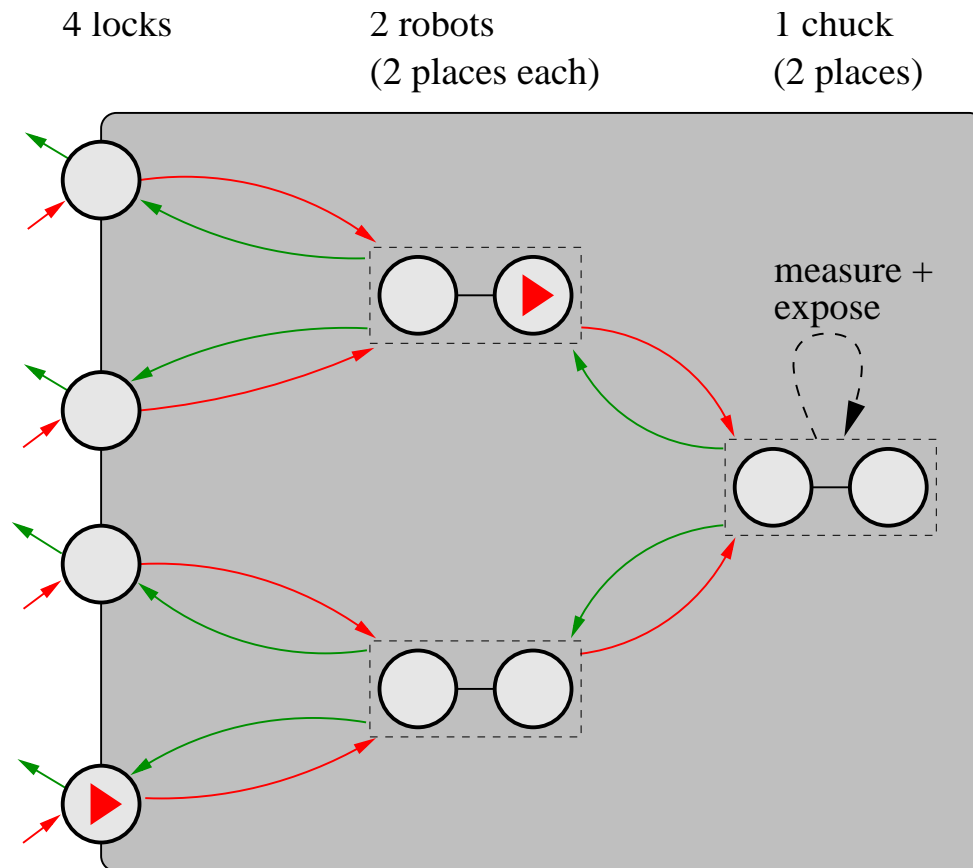 4 locks
2 robots
(2 places each)
1 chuck
(2 places)
measure +
expose